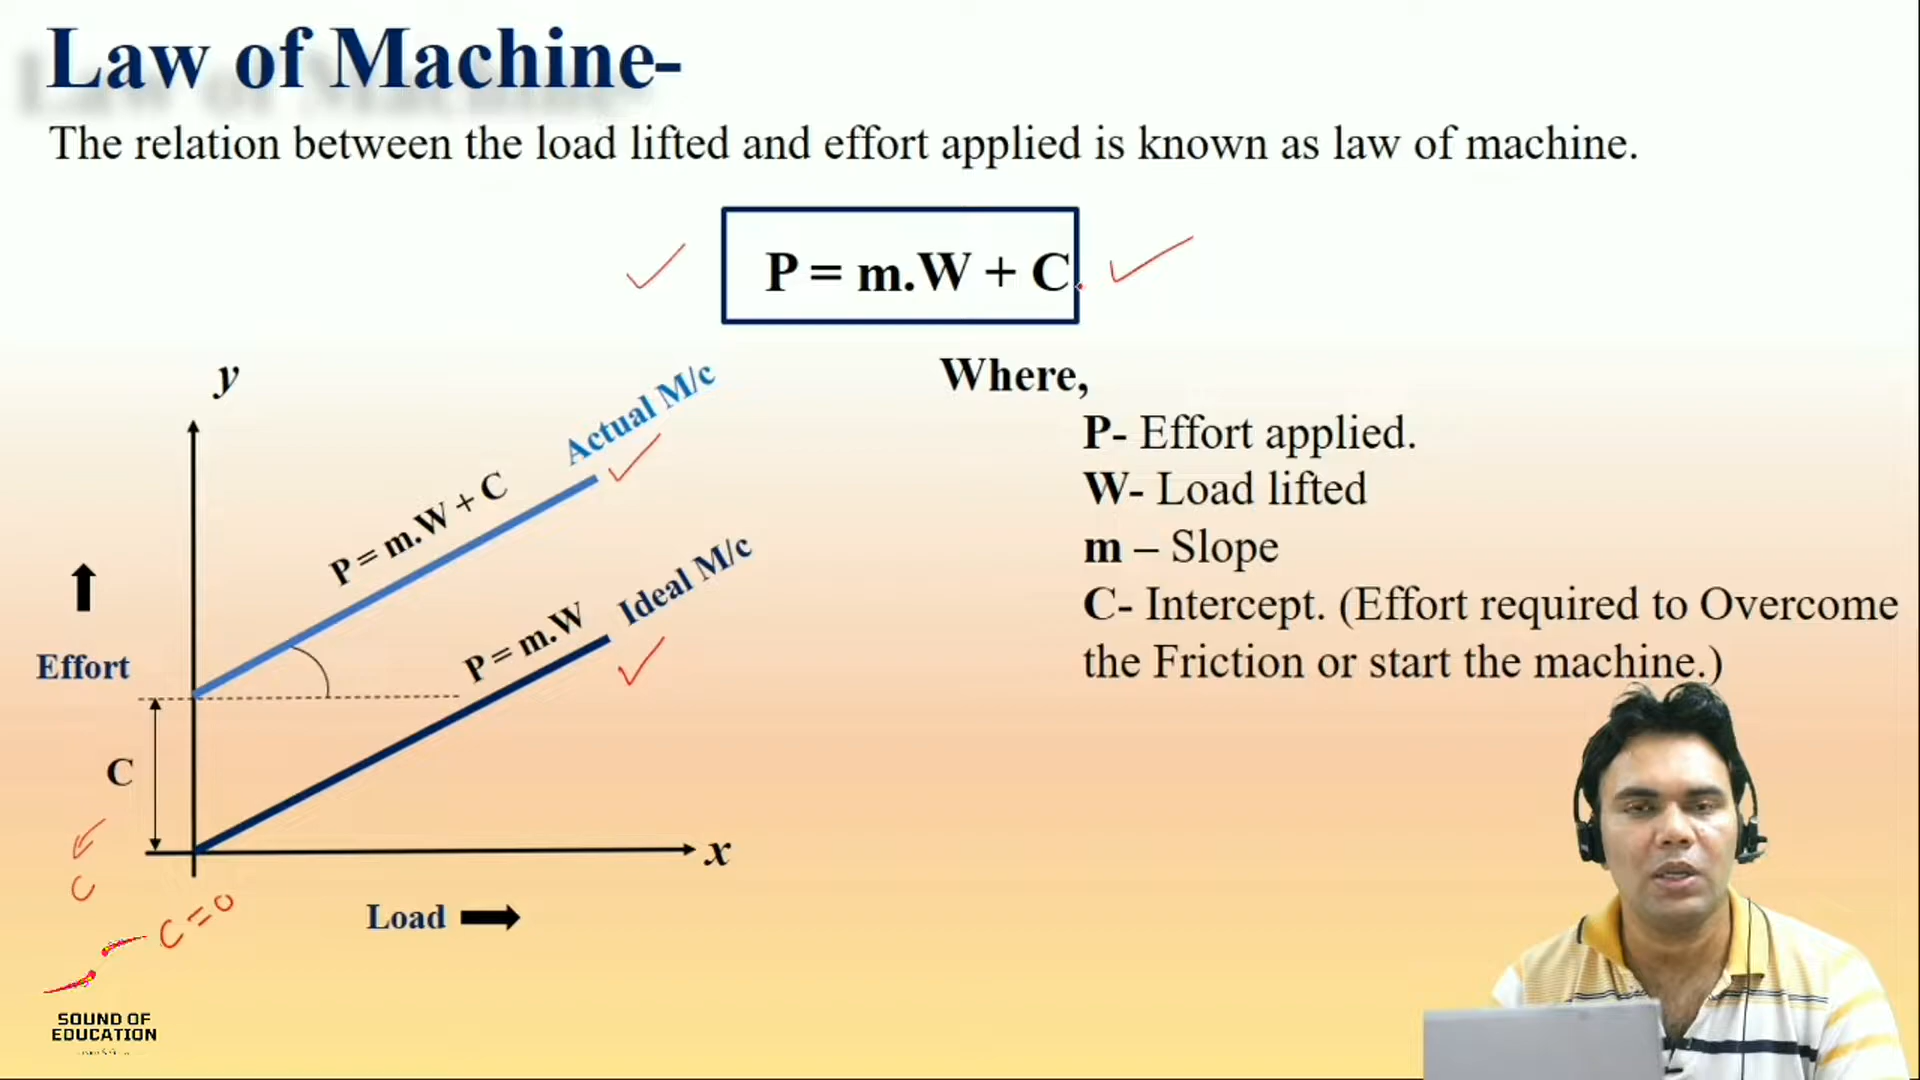 Law of Machine-
The relation between the load lifted and effort applied is known as law of machine.
P = m.W + C
Where,
P- Effort applied.
W- Load lifted
m – Slope
C- Intercept. (Effort required to Overcome
the Friction or start the machine.)
y
Actual M/c
P = m.W + C
Ideal M/c
P = m.W
Effort
C
x
C
C = 0
Load
SOUND OF
EDUCATION